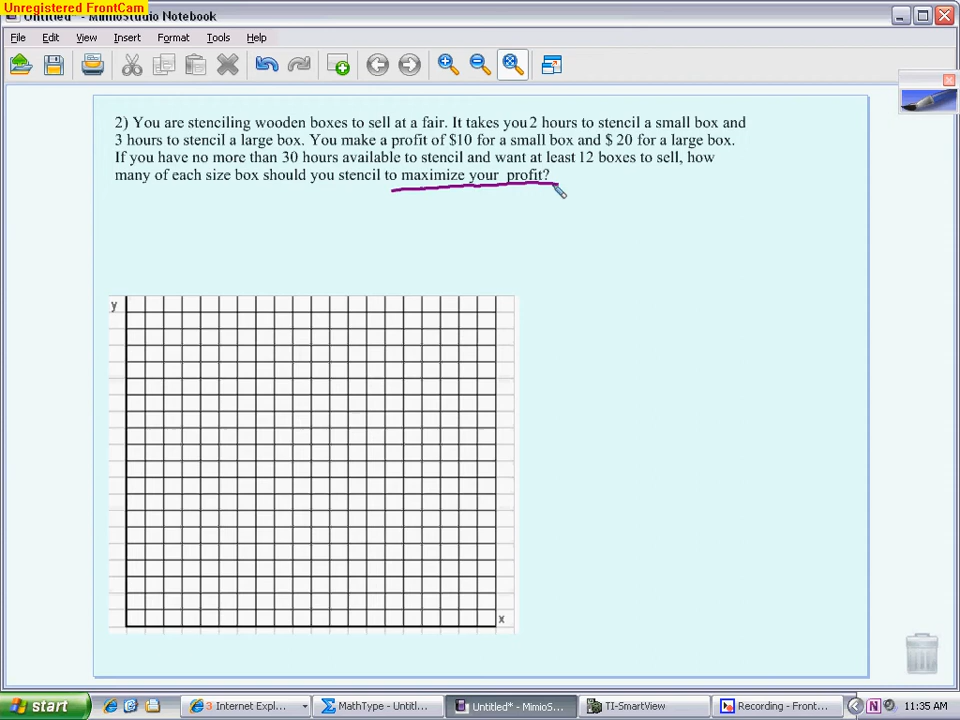 Unregistered FrontCam
Untitled* - MimioStudio Notebook
File Edit View Insert Format Tools Help
2) You are stenciling wooden boxes to sell at a fair. It takes you 2 hours to stencil a small box and
3 hours to stencil a large box. You make a profit of $10 for a small box and $ 20 for a large box.
If you have no more than 30 hours available to stencil and want at least 12 boxes to sell, how
many of each size box should you stencil to maximize your profit?
y
x
start 3 Internet Expl... MathType - Untitl... Untitled* - MimioS... TI-SmartView Recording - Front... N 11:35 AM